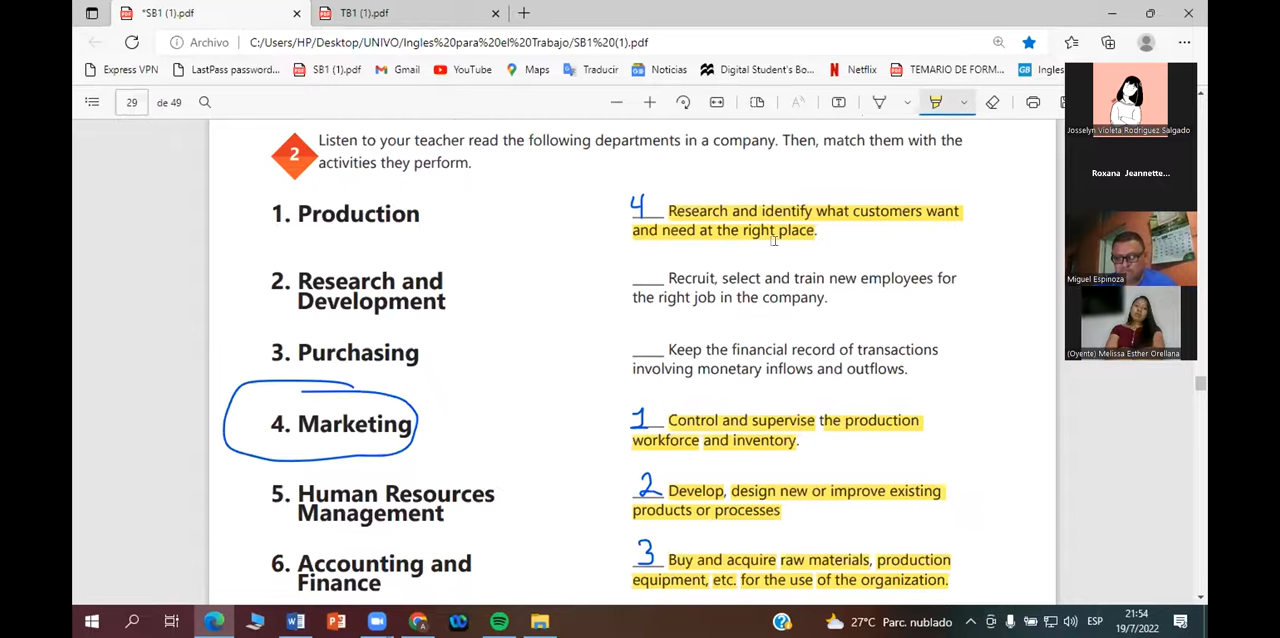 *SB1 (1).pdf
TB1 (1).pdf
Archivo
C:/Users/HP/Desktop/UNIVO/Ingles%20para%20el%20Trabajo/SB1%20(1).pdf
Express VPN
LastPass password...
SB1 (1).pdf
Gmail
YouTube
Maps
Traducir
Noticias
Digital Student's Bo...
Netflix
TEMARIO DE FORM...
Ingles
29
de 49
2
Listen to your teacher read the following departments in a company. Then, match them with the
activities they perform.
1. Production
4 Research and identify what customers want
and need at the right place.
2. Research and
Development
____ Recruit, select and train new employees for
the right job in the company.
3. Purchasing
____ Keep the financial record of transactions
involving monetary inflows and outflows.
4. Marketing
1 Control and supervise the production
workforce and inventory.
5. Human Resources
Management
2 Develop, design new or improve existing
products or processes
6. Accounting and
Finance
3 Buy and acquire raw materials, production
equipment, etc. for the use of the organization.
Josselyn Violeta Rodriguez Salgado
Roxana Jeannette...
Miguel Espinoza
(Oyente) Melissa Esther Orellana
27°C Parc. nublado
ESP
21:54
19/7/2022